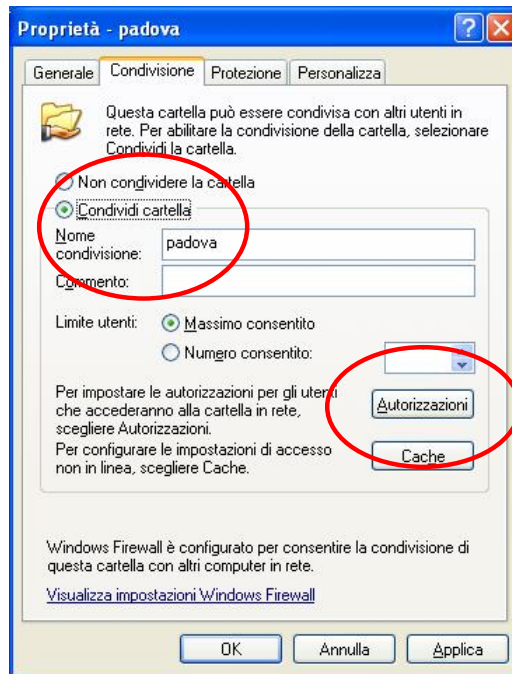 Proprietà - padova
Generale Condivisione Protezione Personalizza
Questa cartella può essere condivisa con altri utenti in
rete. Per abilitare la condivisione della cartella, selezionare
Condividi la cartella.
Non condividere la cartella
Condividi cartella
Nome
condivisione: padova
Commento:
Limite utenti: Massimo consentito
Numero consentito:
Per impostare le autorizzazioni per gli utenti
che accederanno alla cartella in rete,
scegliere Autorizzazioni.
Autorizzazioni
Per configurare le impostazioni di accesso
non in linea, scegliere Cache.
Cache
Windows Firewall è configurato per consentire la condivisione di
questa cartella con altri computer in rete.
Visualizza impostazioni Windows Firewall
OK Annulla Applica